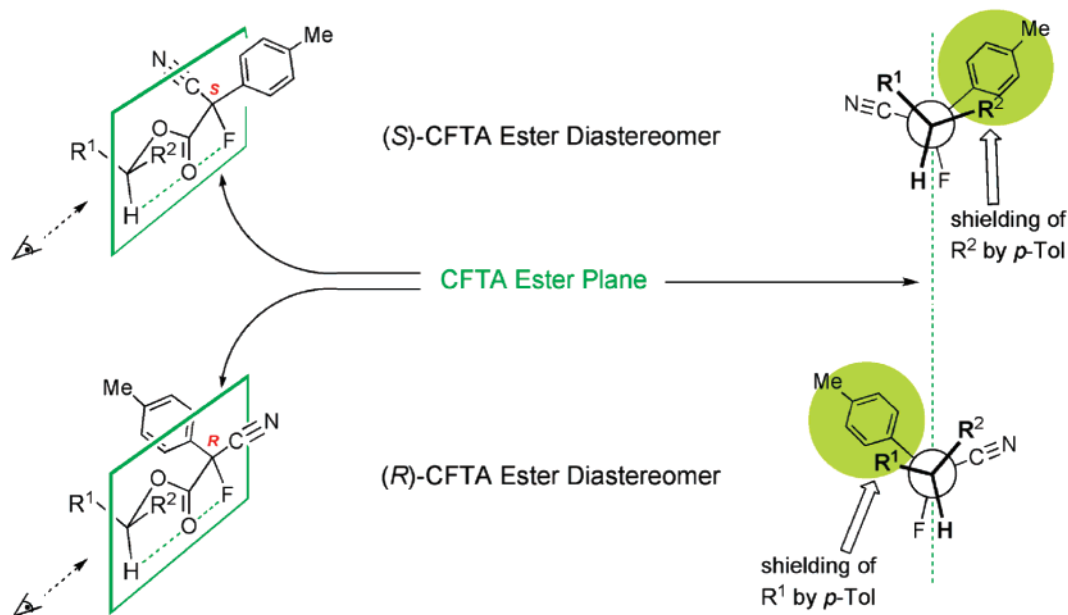 N
C
S
Me
O
R¹
R²
F
O
H
(S)-CFTA Ester Diastereomer
Me
R¹
N≡C
R²
H
F
shielding of
R² by p-Tol
CFTA Ester Plane
Me
N
R
C
O
R¹
R²
F
O
H
(R)-CFTA Ester Diastereomer
Me
R²
R¹
C≡N
F
H
shielding of
R¹ by p-Tol